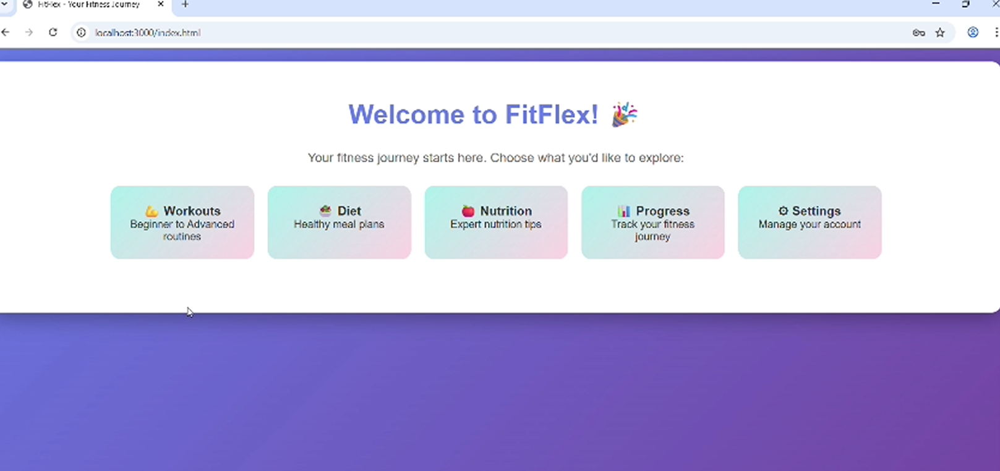 FitFlex - Your Fitness Journey
localhost:3000/index.html
Welcome to FitFlex! 🎉
Your fitness journey starts here. Choose what you'd like to explore:
💪 Workouts
Beginner to Advanced
routines
🥗 Diet
Healthy meal plans
🍎 Nutrition
Expert nutrition tips
📊 Progress
Track your fitness
journey
⚙ Settings
Manage your account